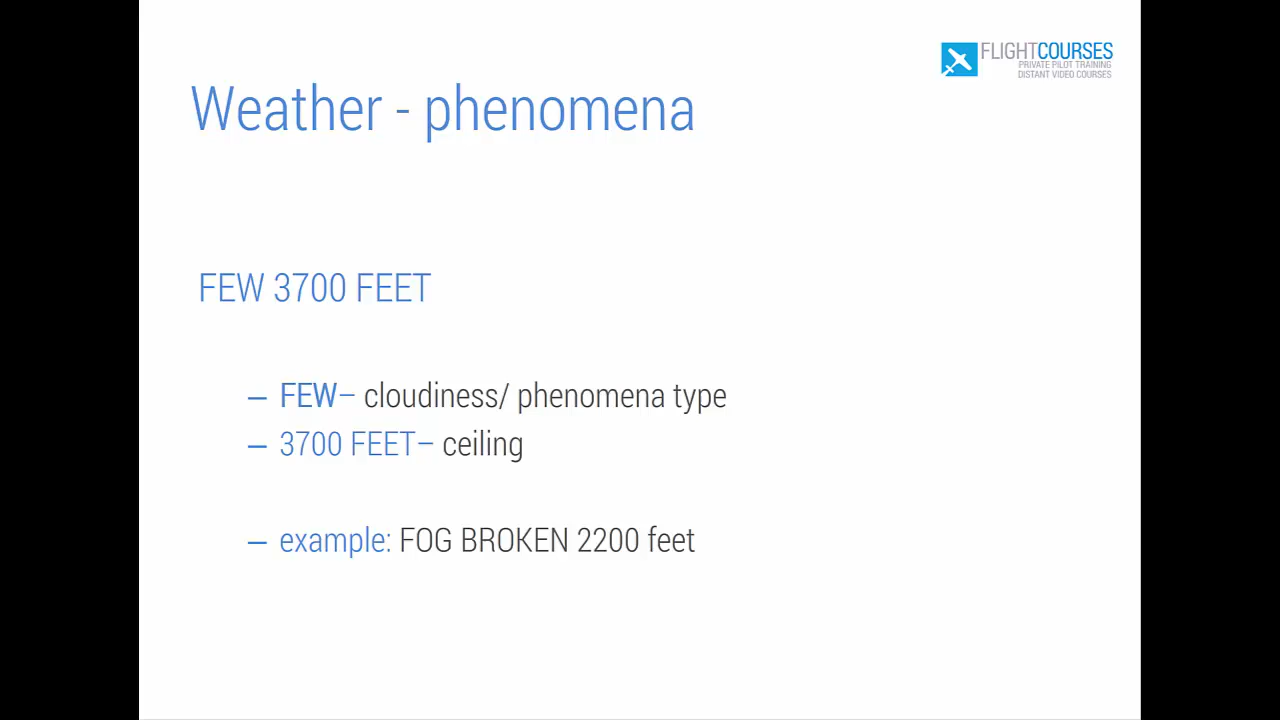 FLIGHTCOURSES
PRIVATE PILOT TRAINING
DISTANT VIDEO COURSES
Weather - phenomena
FEW 3700 FEET
– FEW– cloudiness/ phenomena type
– 3700 FEET– ceiling
– example: FOG BROKEN 2200 feet